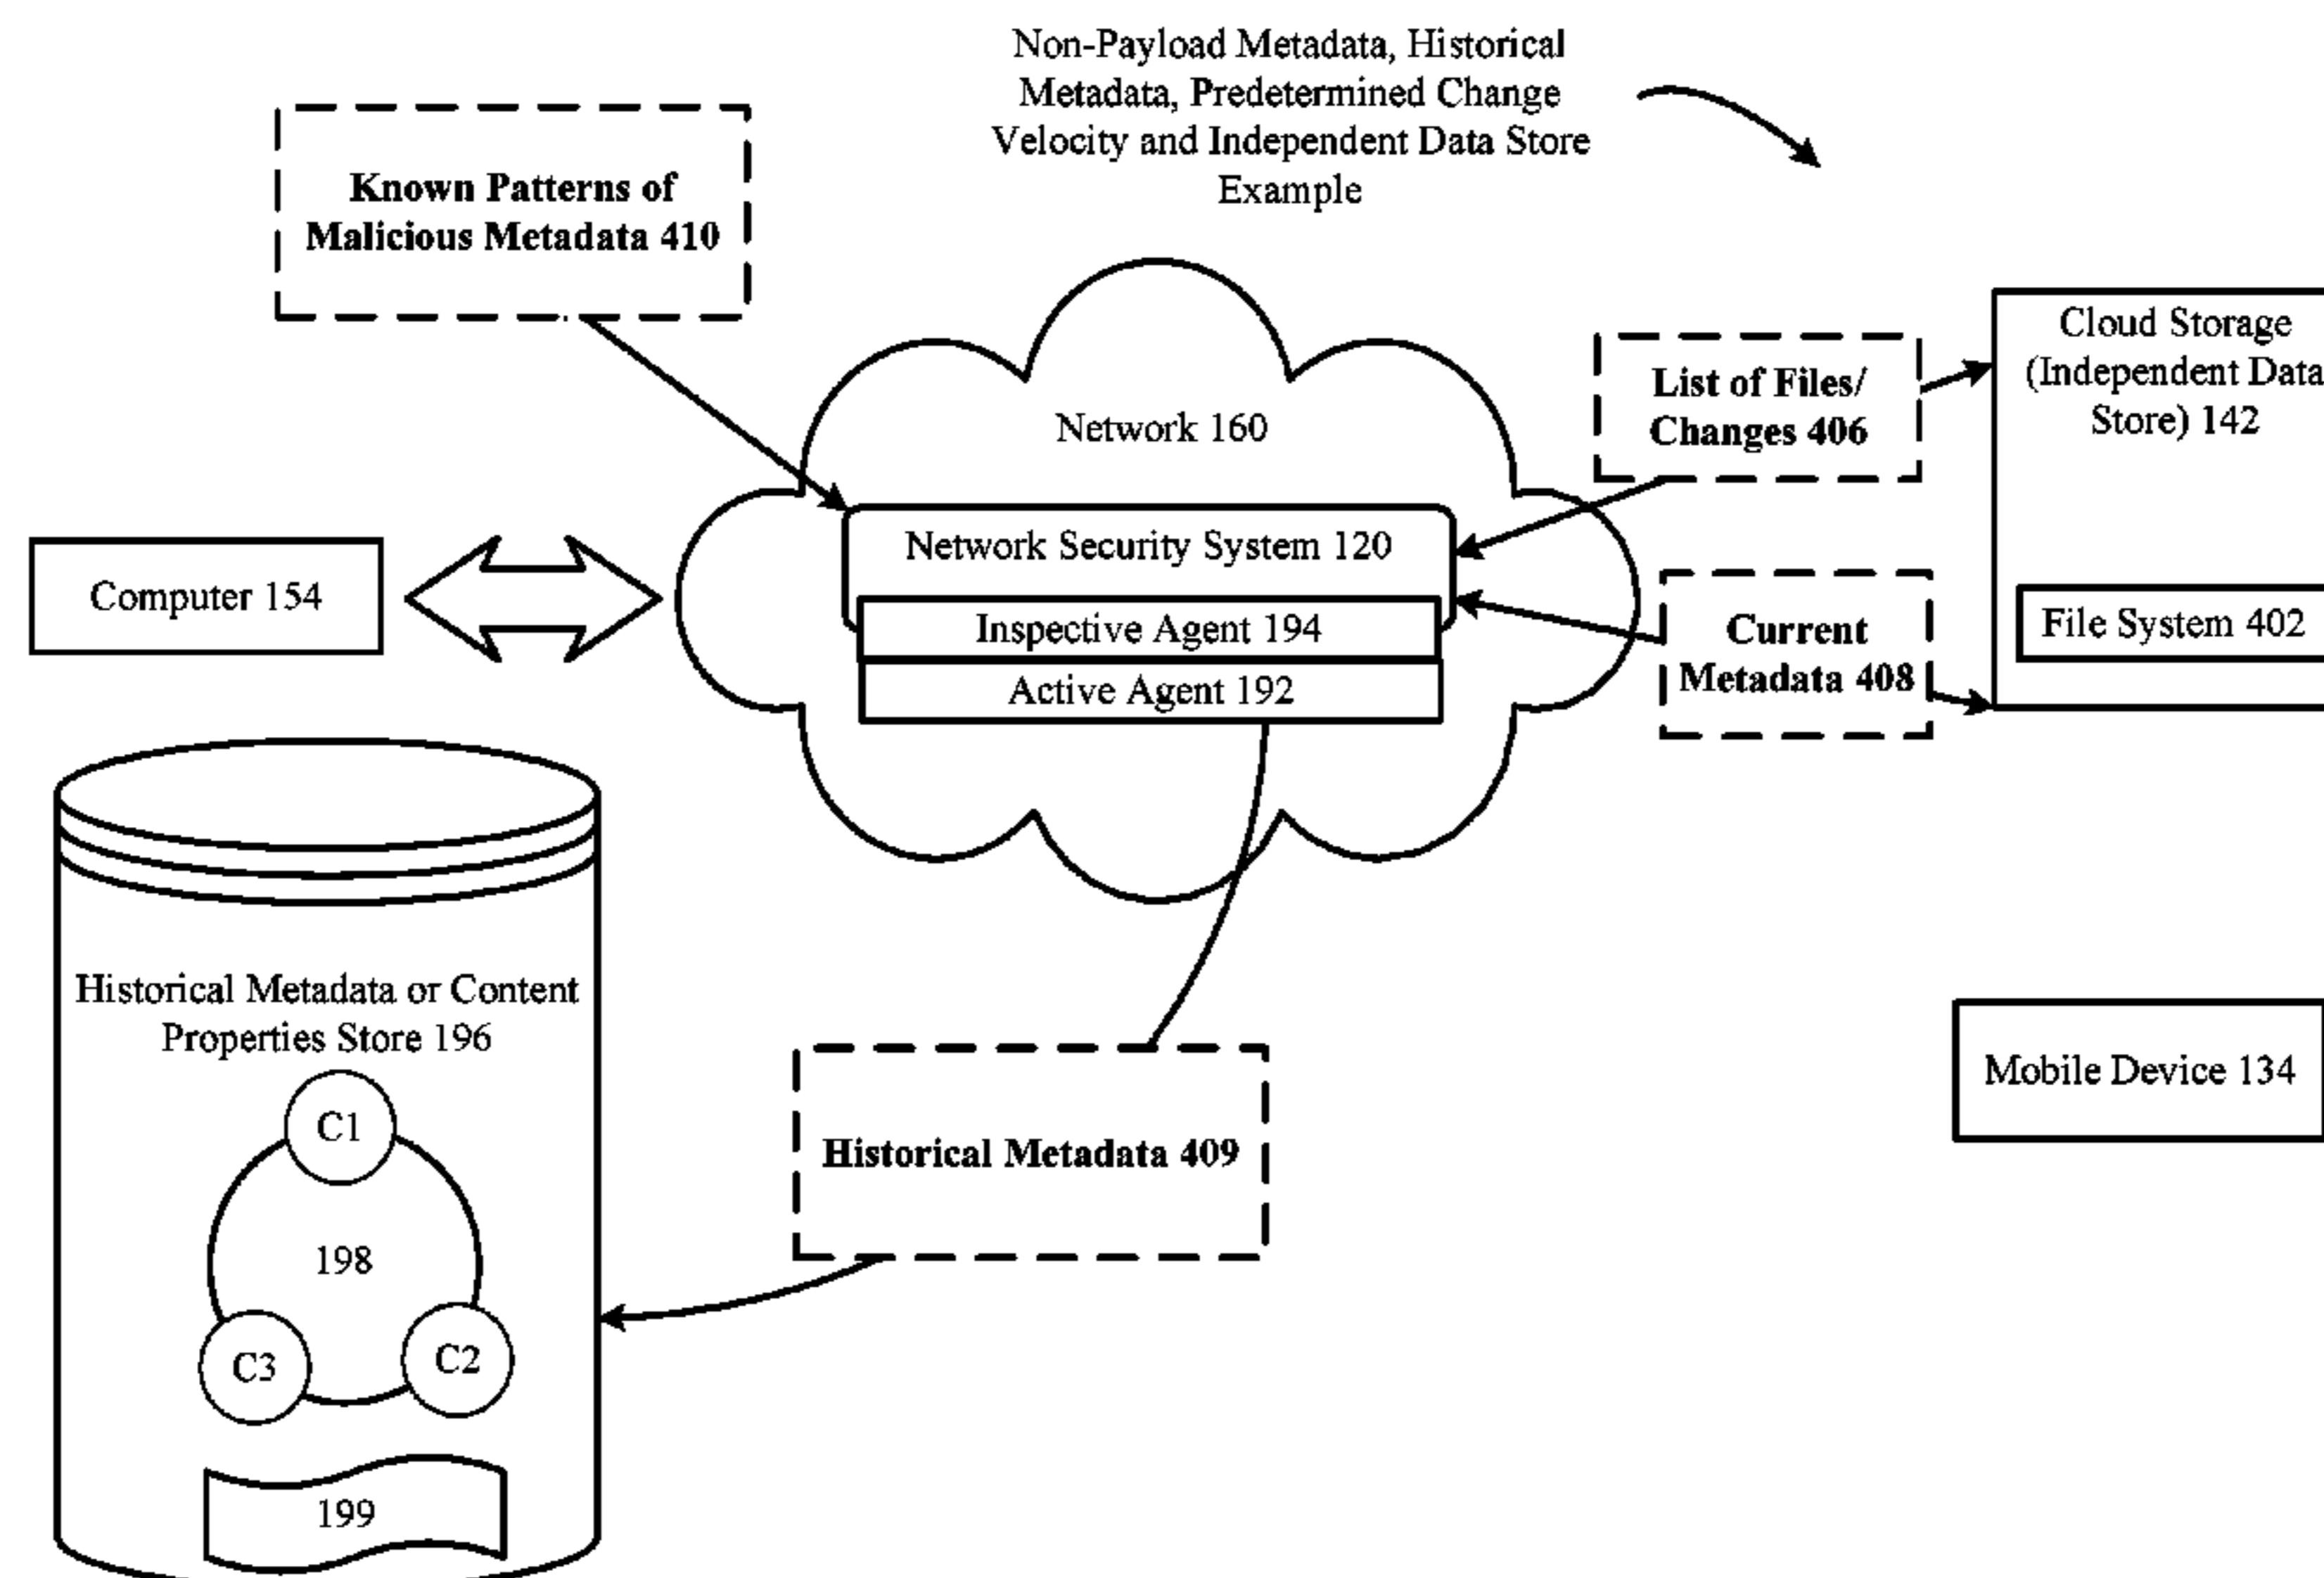 Non-Payload Metadata, Historical
Metadata, Predetermined Change
Velocity and Independent Data Store
Example
Known Patterns of
Malicious Metadata 410
Network 160
List of Files/
Changes 406
Cloud Storage
(Independent Data
Store) 142
Network Security System 120
Computer 154
Inspective Agent 194
Active Agent 192
Current
Metadata 408
File System 402
Historical Metadata or Content
Properties Store 196
C1
198
C3
C2
199
Historical Metadata 409
Mobile Device 134